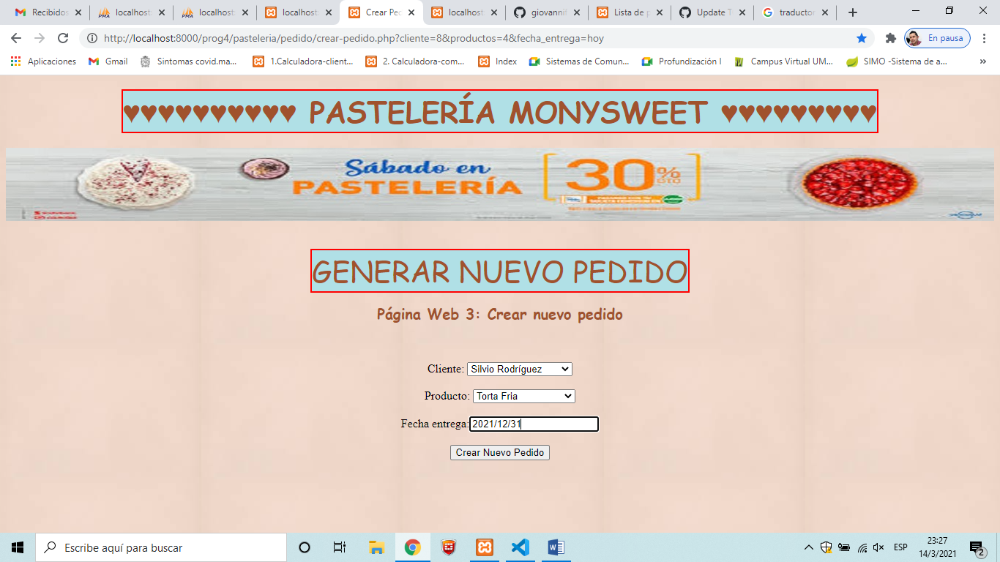 Recibidos
localhost
localhost
localhost
Crear Ped
localhost
giovannif
Lista de p
Update Th
traductor
http://localhost:8000/prog4/pasteleria/pedido/crear-pedido.php?cliente=8&productos=4&fecha_entrega=hoy
En pausa
Aplicaciones
Gmail
Sintomas covid.ma...
1.Calculadora-client...
2. Calculadora-com...
Index
Sistemas de Comun...
Profundización I
Campus Virtual UM...
SIMO -Sistema de a...
»
♥♥♥♥♥♥♥♥♥♥ PASTELERÍA MONYSWEET ♥♥♥♥♥♥♥♥♥
Sábado en
PASTELERÍA
30%
DTO
GENERAR NUEVO PEDIDO
Página Web 3: Crear nuevo pedido
Cliente: Silvio Rodríguez
Producto: Torta Fria
Fecha entrega: 2021/12/31
Crear Nuevo Pedido
Escribe aquí para buscar
ESP
23:27
14/3/2021
2